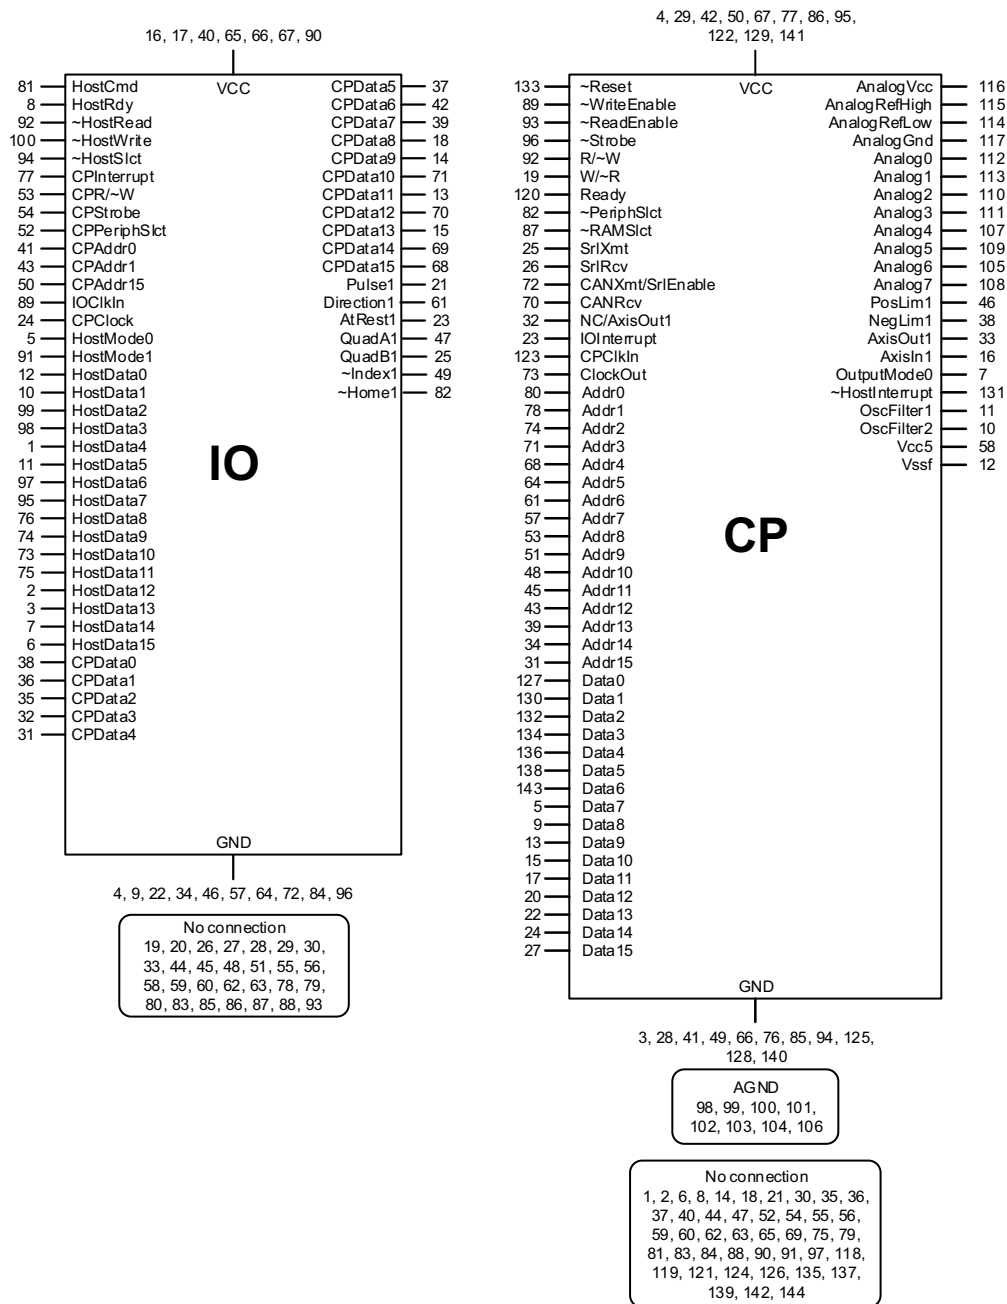 16, 17, 40, 65, 66, 67, 90
VCC
81 HostCmd
8 HostRdy
92 ~HostRead
100 ~HostWrite
94 ~HostSlct
77 CPInterrupt
53 CPR/~W
54 CPStrobe
52 CPPeriphSlct
41 CPAddr0
43 CPAddr1
50 CPAddr15
89 IOClkIn
24 CPClock
5 HostMode0
91 HostMode1
12 HostData0
10 HostData1
99 HostData2
98 HostData3
1 HostData4
11 HostData5
97 HostData6
95 HostData7
76 HostData8
74 HostData9
73 HostData10
75 HostData11
2 HostData12
3 HostData13
7 HostData14
6 HostData15
38 CPData0
36 CPData1
35 CPData2
32 CPData3
31 CPData4
CPData5 37
CPData6 42
CPData7 39
CPData8 18
CPData9 14
CPData10 71
CPData11 13
CPData12 70
CPData13 15
CPData14 69
CPData15 68
Pulse1 21
Direction1 61
AtRest1 23
QuadA1 47
QuadB1 25
~Index1 49
~Home1 82
IO
GND
4, 9, 22, 34, 46, 57, 64, 72, 84, 96
No connection
19, 20, 26, 27, 28, 29, 30,
33, 44, 45, 48, 51, 55, 56,
58, 59, 60, 62, 63, 78, 79,
80, 83, 85, 86, 87, 88, 93
4, 29, 42, 50, 67, 77, 86, 95,
122, 129, 141
VCC
133 ~Reset
89 ~WriteEnable
93 ~ReadEnable
96 ~Strobe
92 R/~W
19 W/~R
120 Ready
82 ~PeriphSlct
87 ~RAMSlct
25 SrlXmt
26 SrlRcv
72 CANXmt/SrlEnable
70 CANRcv
32 NC/AxisOut1
23 IOInterrupt
123 CPClkIn
73 ClockOut
80 Addr0
78 Addr1
74 Addr2
71 Addr3
68 Addr4
64 Addr5
61 Addr6
57 Addr7
53 Addr8
51 Addr9
48 Addr10
45 Addr11
43 Addr12
39 Addr13
34 Addr14
31 Addr15
127 Data0
130 Data1
132 Data2
134 Data3
136 Data4
138 Data5
143 Data6
5 Data7
9 Data8
13 Data9
15 Data10
17 Data11
20 Data12
22 Data13
24 Data14
27 Data15
AnalogVcc 116
AnalogRefHigh 115
AnalogRefLow 114
AnalogGnd 117
Analog0 112
Analog1 113
Analog2 110
Analog3 111
Analog4 107
Analog5 109
Analog6 105
Analog7 108
PosLim1 46
NegLim1 38
AxisOut1 33
AxisIn1 16
OutputMode0 7
~HostInterrupt 131
OscFilter1 11
OscFilter2 10
Vcc5 58
Vssf 12
CP
GND
3, 28, 41, 49, 66, 76, 85, 94, 125,
128, 140
AGND
98, 99, 100, 101,
102, 103, 104, 106
No connection
1, 2, 6, 8, 14, 18, 21, 30, 35, 36,
37, 40, 44, 47, 52, 54, 55, 56,
59, 60, 62, 63, 65, 69, 75, 79,
81, 83, 84, 88, 90, 91, 97, 118,
119, 121, 124, 126, 135, 137,
139, 142, 144